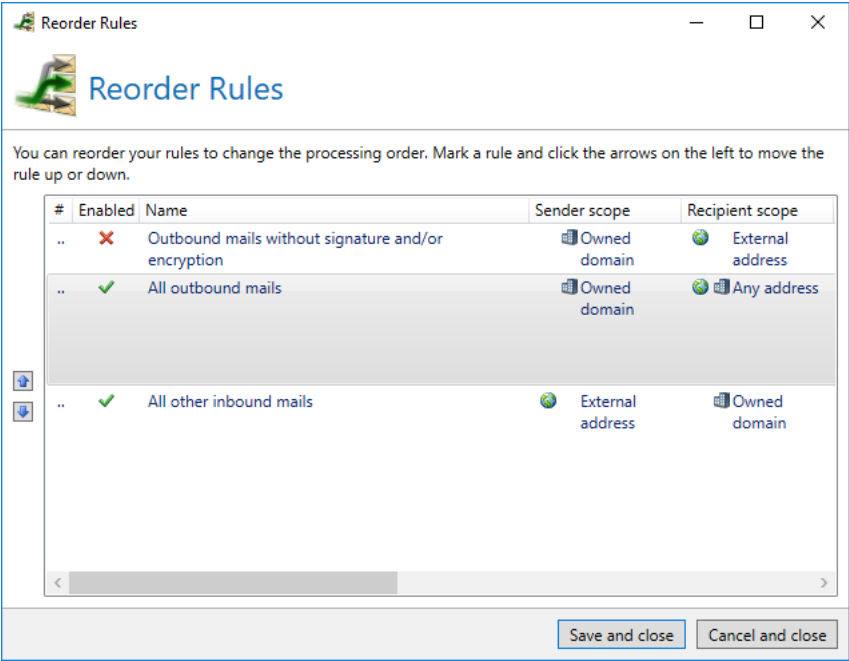 Reorder Rules
Reorder Rules
You can reorder your rules to change the processing order. Mark a rule and click the arrows on the left to move the
rule up or down.
# Enabled Name Sender scope Recipient scope
.. Outbound mails without signature and/or Owned External
encryption domain address
.. All outbound mails Owned Any address
domain
.. All other inbound mails External Owned
address domain
Save and close Cancel and close